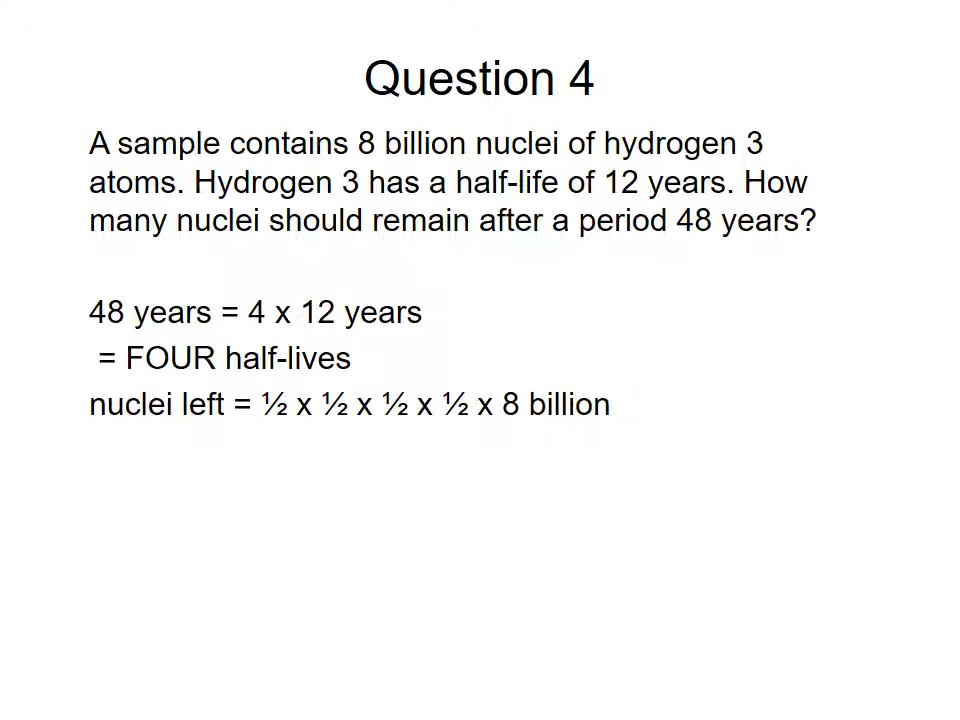 Question 4
A sample contains 8 billion nuclei of hydrogen 3
atoms. Hydrogen 3 has a half-life of 12 years. How
many nuclei should remain after a period 48 years?
48 years = 4 x 12 years
= FOUR half-lives
nuclei left = ½ x ½ x ½ x ½ x 8 billion